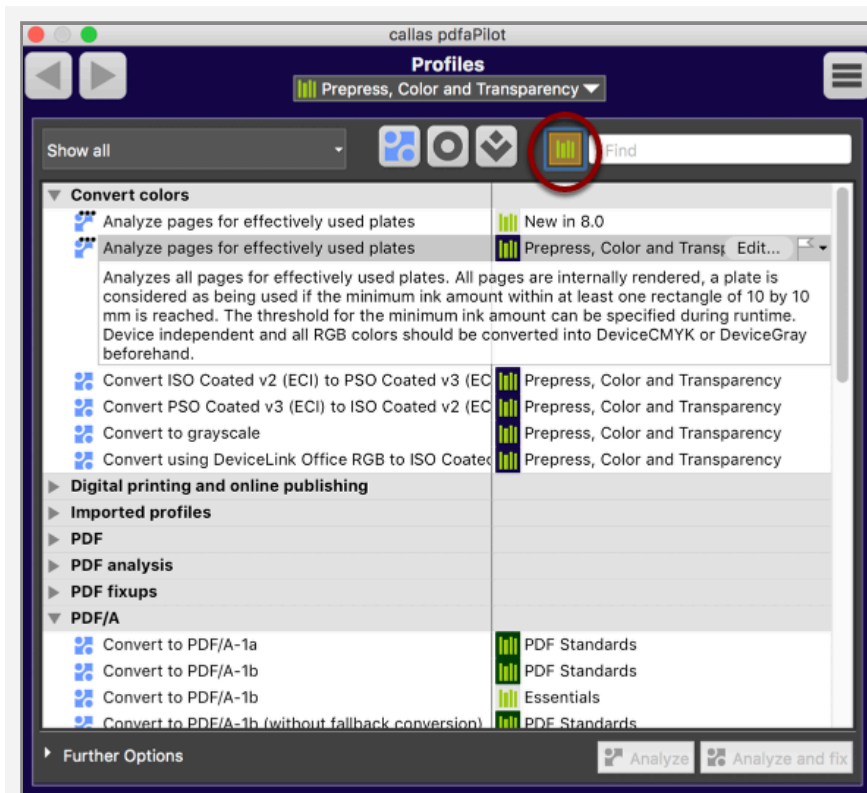 callas pdfaPilot
Profiles
Prepress, Color and Transparency
Show all
Find
Convert colors
Analyze pages for effectively used plates New in 8.0
Analyze pages for effectively used plates Prepress, Color and Transp Edit...
Analyzes all pages for effectively used plates. All pages are internally rendered, a plate is
considered as being used if the minimum ink amount within at least one rectangle of 10 by 10
mm is reached. The threshold for the minimum ink amount can be specified during runtime.
Device independent and all RGB colors should be converted into DeviceCMYK or DeviceGray
beforehand.
Convert ISO Coated v2 (ECI) to PSO Coated v3 (EC Prepress, Color and Transparency
Convert PSO Coated v3 (ECI) to ISO Coated v2 (EC Prepress, Color and Transparency
Convert to grayscale Prepress, Color and Transparency
Convert using DeviceLink Office RGB to ISO Coated Prepress, Color and Transparency
Digital printing and online publishing
Imported profiles
PDF
PDF analysis
PDF fixups
PDF/A
Convert to PDF/A-1a PDF Standards
Convert to PDF/A-1b PDF Standards
Convert to PDF/A-1b Essentials
Convert to PDF/A-1b (without fallback conversion) PDF Standards
Further Options
Analyze Analyze and fix